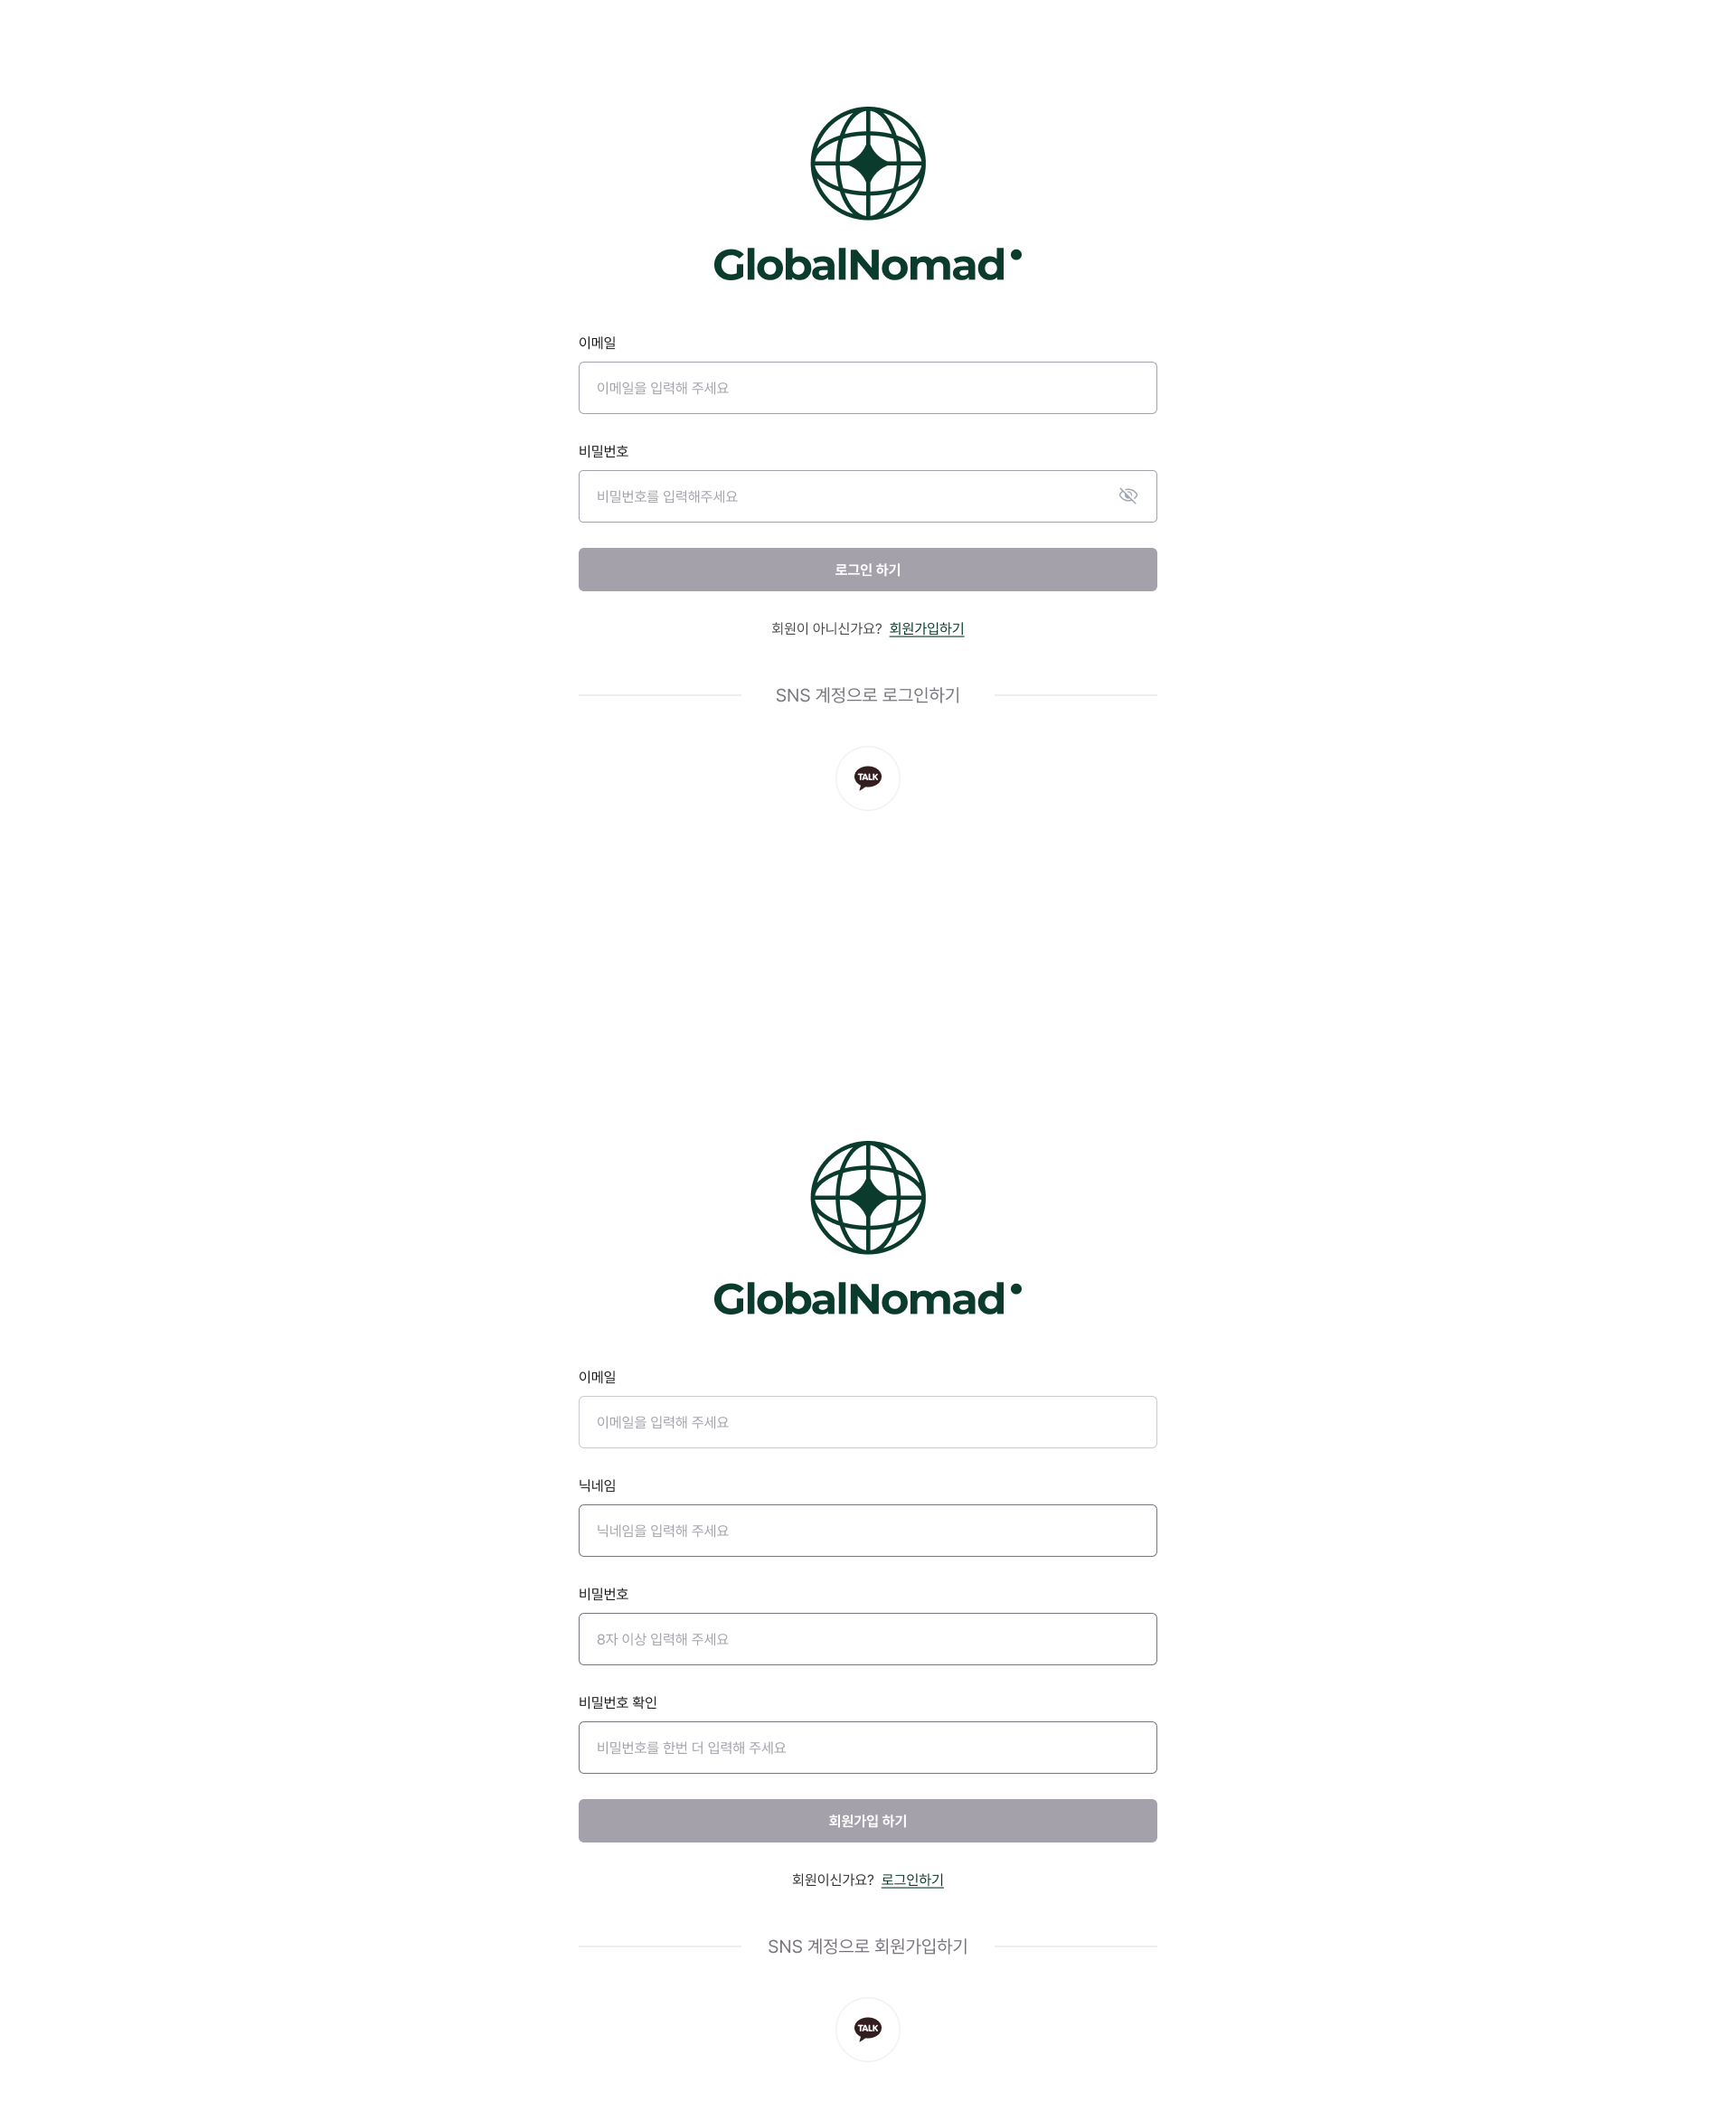 GlobalNomad
이메일
이메일을 입력해 주세요
비밀번호
비밀번호를 입력해주세요
로그인 하기
회원이 아니신가요? 회원가입하기
SNS 계정으로 로그인하기
TALK
GlobalNomad
이메일
이메일을 입력해 주세요
닉네임
닉네임을 입력해 주세요
비밀번호
8자 이상 입력해 주세요
비밀번호 확인
비밀번호를 한번 더 입력해 주세요
회원가입 하기
회원이신가요? 로그인하기
SNS 계정으로 회원가입하기
TALK